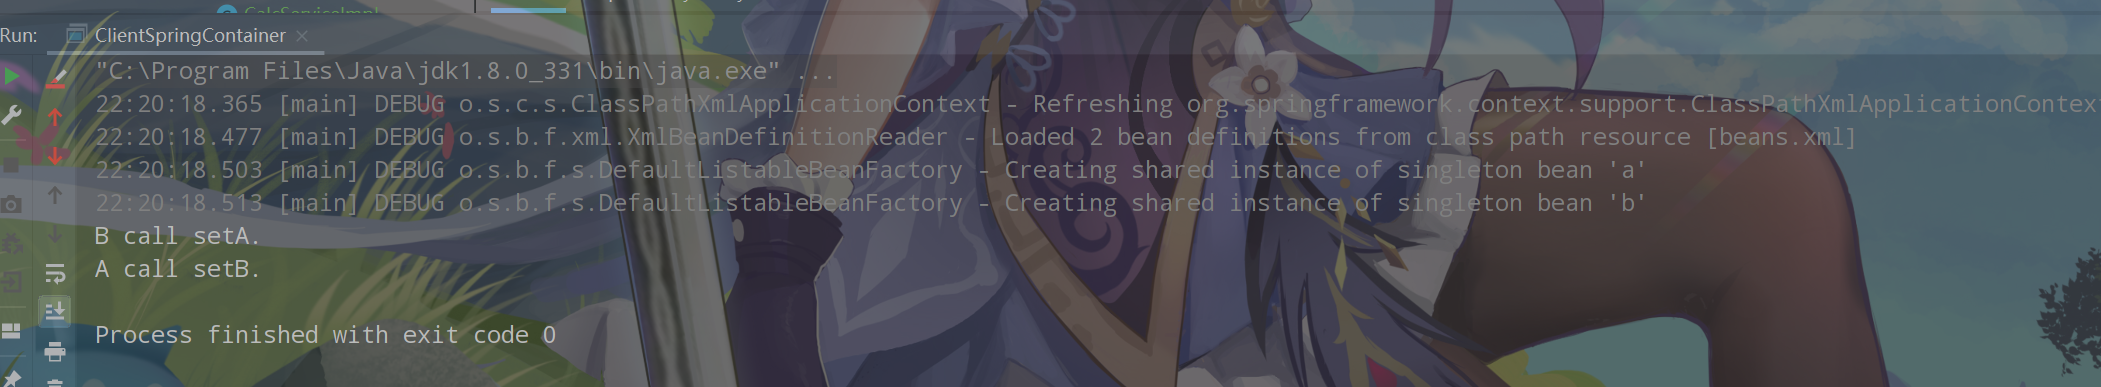 CalcServiceImpl
Run: ClientSpringContainer
"C:\Program Files\Java\jdk1.8.0_331\bin\java.exe" ...
22:20:18.365 [main] DEBUG o.s.c.s.ClassPathXmlApplicationContext - Refreshing org.springframework.context.support.ClassPathXmlApplicationContex
22:20:18.477 [main] DEBUG o.s.b.f.xml.XmlBeanDefinitionReader - Loaded 2 bean definitions from class path resource [beans.xml]
22:20:18.503 [main] DEBUG o.s.b.f.s.DefaultListableBeanFactory - Creating shared instance of singleton bean 'a'
22:20:18.513 [main] DEBUG o.s.b.f.s.DefaultListableBeanFactory - Creating shared instance of singleton bean 'b'
B call setA.
A call setB.
Process finished with exit code 0